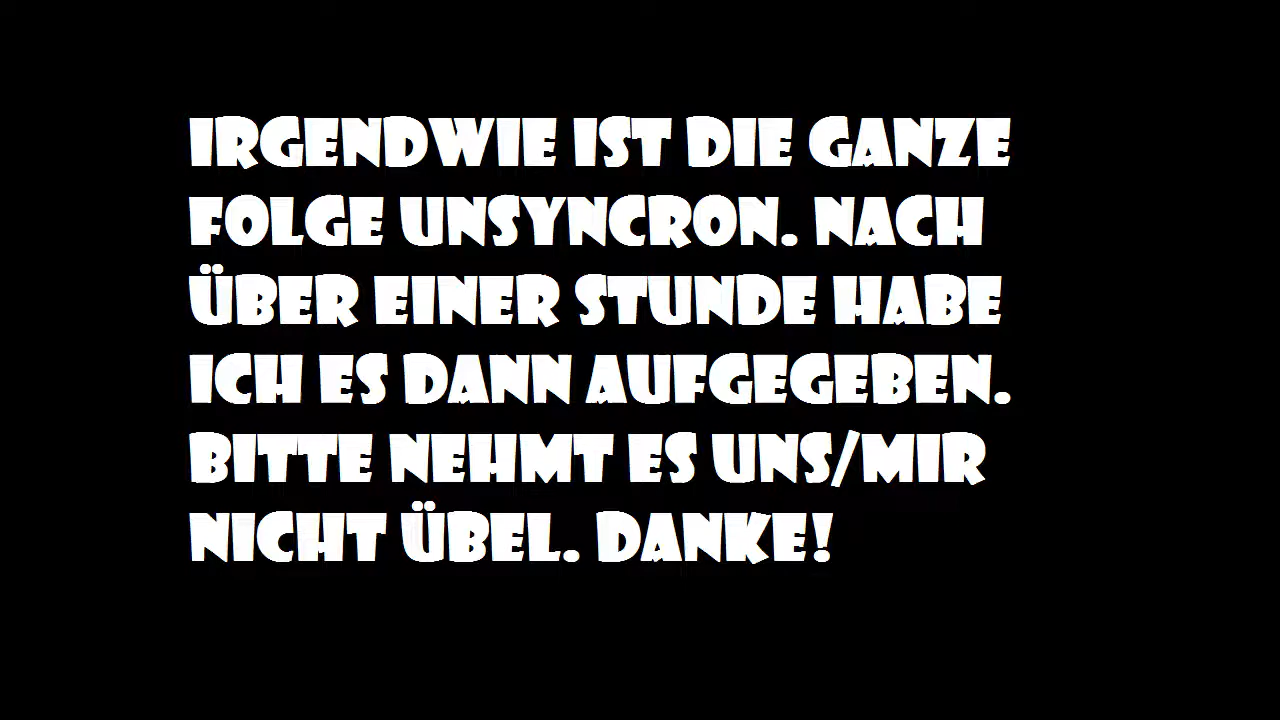 IRGENDWIE IST DIE GANZE
FOLGE UNSYNCRON. NACH
ÜBER EINER STUNDE HABE
ICH ES DANN AUFGEGEBEN.
BITTE NEHMT ES UNS/MIR
NICHT ÜBEL. DANKE!